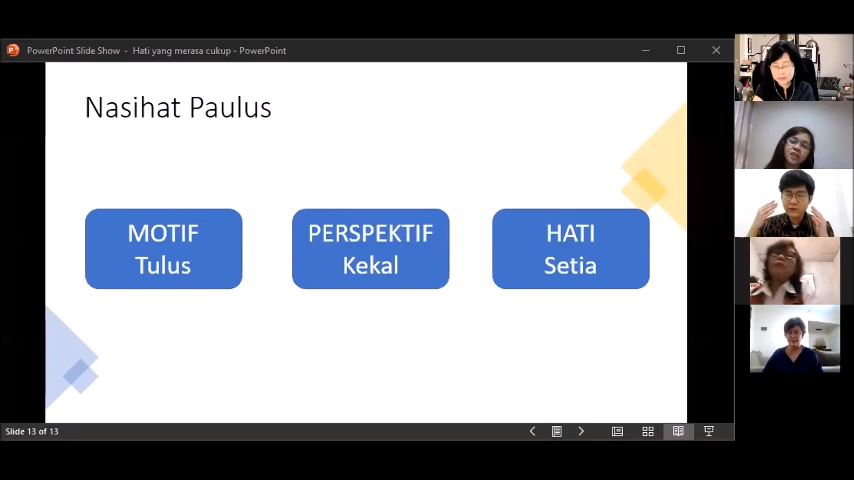 PowerPoint Slide Show - Hati yang merasa cukup - PowerPoint
Nasihat Paulus
MOTIF
Tulus
PERSPEKTIF
Kekal
HATI
Setia
Slide 13 of 13